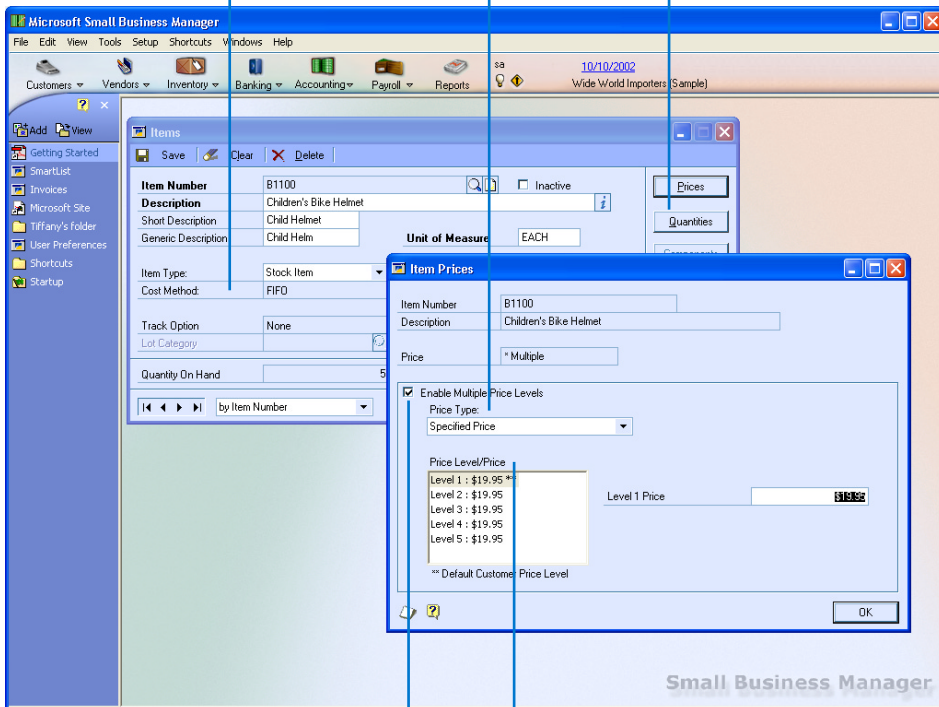 Microsoft Small Business Manager
File Edit View Tools Setup Shortcuts Windows Help
Customers Vendors Inventory Banking Accounting Payroll Reports
sa
10/10/2002
Wide World Importers (Sample)
Add View
Getting Started
SmartList
Invoices
Microsoft Site
Tiffany's folder
User Preferences
Shortcuts
Startup
Items
Save Clear Delete
Item Number B1100 Inactive
Description Children's Bike Helmet
Short Description Child Helmet
Generic Description Child Helm Unit of Measure EACH
Item Type: Stock Item
Cost Method: FIFO
Track Option None
Lot Category
Quantity On Hand 5
by Item Number
Prices
Quantities
Item Prices
Item Number B1100
Description Children's Bike Helmet
Price * Multiple
Enable Multiple Price Levels
Price Type:
Specified Price
Price Level/Price
Level 1 : $19.95 **
Level 2 : $19.95
Level 3 : $19.95
Level 4 : $19.95
Level 5 : $19.95
Level 1 Price $19.95
** Default Customer Price Level
OK
Small Business Manager